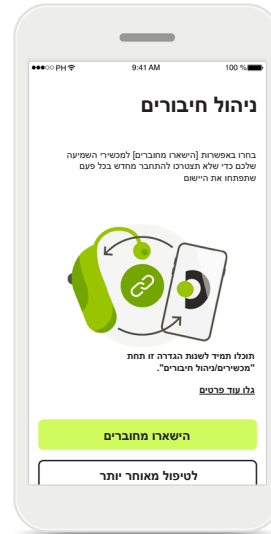 PH 9:41 AM 100 %
ניהול חיבורים
בחרו באפשרות [הישארו מחוברים] למכשירי השמיעה
שלכם כדי שלא תצטרכו להתחבר מחדש בכל פעם
שתפתחו את היישום
תוכלו תמיד לשנות הגדרה זו תחת
"מכשירים/ניהול חיבורים".
גלו עוד פרטים
הישארו מחוברים
לטיפול מאוחר יותר